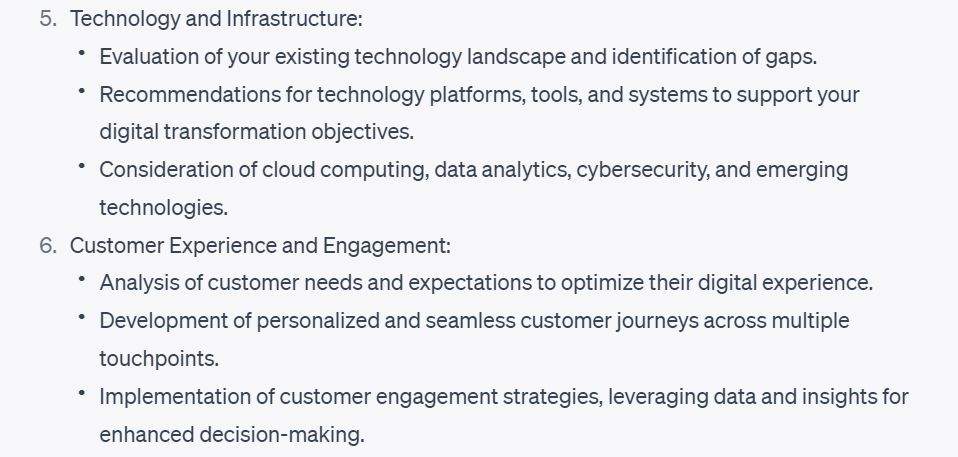 5. Technology and Infrastructure:
• Evaluation of your existing technology landscape and identification of gaps.
• Recommendations for technology platforms, tools, and systems to support your
digital transformation objectives.
• Consideration of cloud computing, data analytics, cybersecurity, and emerging
technologies.
6. Customer Experience and Engagement:
• Analysis of customer needs and expectations to optimize their digital experience.
• Development of personalized and seamless customer journeys across multiple
touchpoints.
• Implementation of customer engagement strategies, leveraging data and insights for
enhanced decision-making.